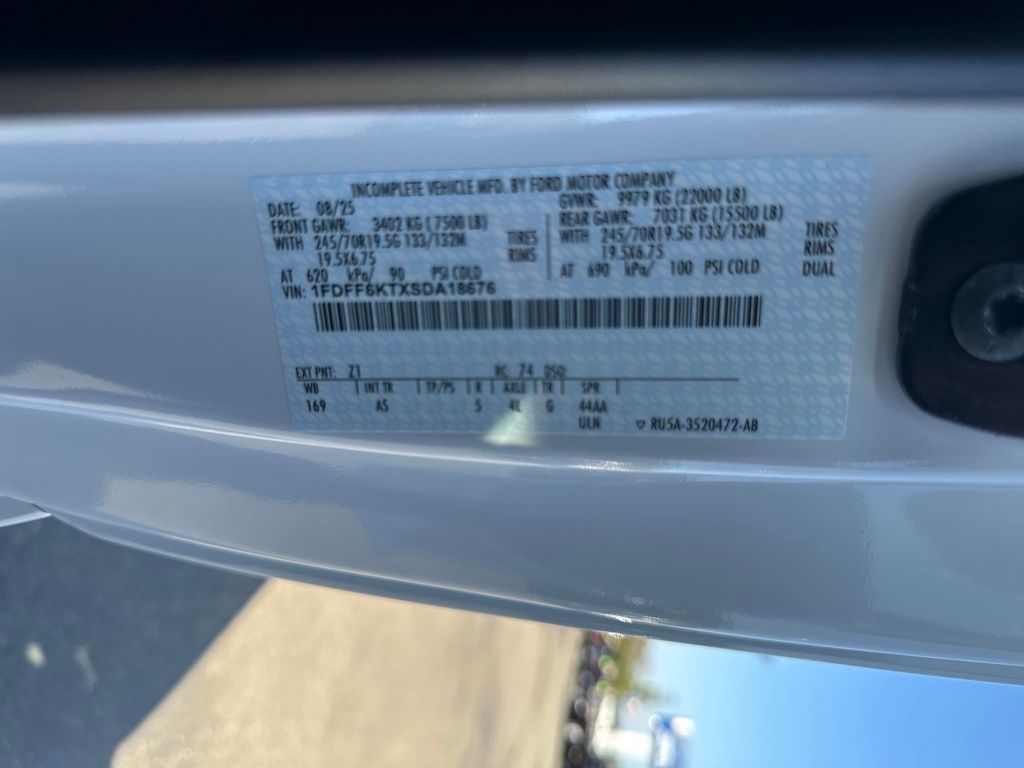 INCOMPLETE VEHICLE MFD. BY FORD MOTOR COMPANY
DATE: 08/25 GVWR: 9979 KG (22000 LB)
FRONT GAWR: 3402 KG (7500 LB) REAR GAWR: 7031 KG (15500 LB)
WITH 245/70R19.5G 133/132M TIRES WITH 245/70R19.5G 133/132M TIRES
19.5X6.75 RIMS 19.5X6.75 RIMS
AT 620 kPa/ 90 PSI COLD AT 690 kPa/ 100 PSI COLD DUAL
VIN: 1FDFF6KTXSDA18676
EXT PNT: Z1 RC: 74 DSO:
WB INT TR TP/PS R AXLE TR SPR
169 AS 5 4L G 44AA
ULN RU5A-3520472-AB